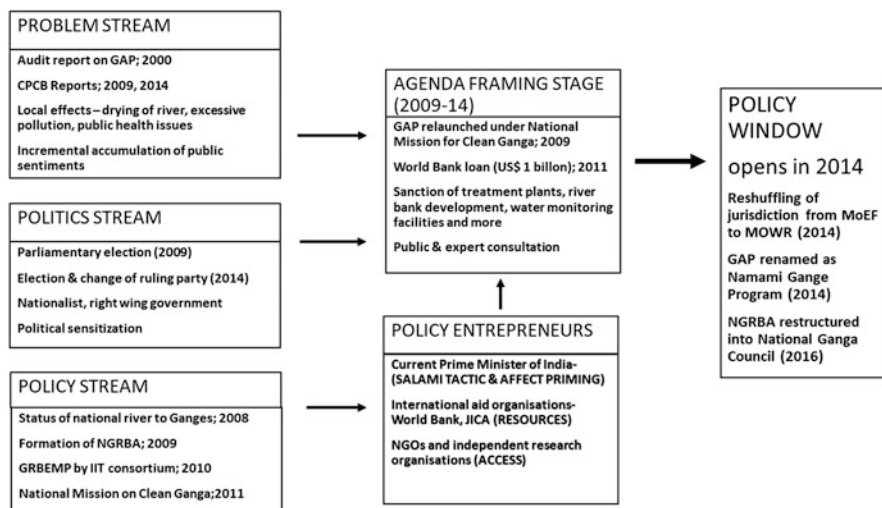 PROBLEM STREAM
Audit report on GAP; 2000
CPCB Reports; 2009, 2014
Local effects – drying of river, excessive
pollution, public health issues
Incremental accumulation of public
sentiments
POLITICS STREAM
Parliamentary election (2009)
Election & change of ruling party (2014)
Nationalist, right wing government
Political sensitization
POLICY STREAM
Status of national river to Ganges; 2008
Formation of NGRBA; 2009
GRBEMP by IIT consortium; 2010
National Mission on Clean Ganga;2011
AGENDA FRAMING STAGE
(2009-14)
GAP relaunched under National
Mission for Clean Ganga; 2009
World Bank loan (US$ 1 billon); 2011
Sanction of treatment plants, river
bank development, water monitoring
facilities and more
Public & expert consultation
POLICY ENTREPRENEURS
Current Prime Minister of India-
(SALAMI TACTIC & AFFECT PRIMING)
International aid organisations-
World Bank, JICA (RESOURCES)
NGOs and independent research
organisations (ACCESS)
POLICY
WINDOW
opens in 2014
Reshuffling of
jurisdiction from MoEF
to MOWR (2014)
GAP renamed as
Namami Gange
Program (2014)
NGRBA restructured
into National Ganga
Council (2016)